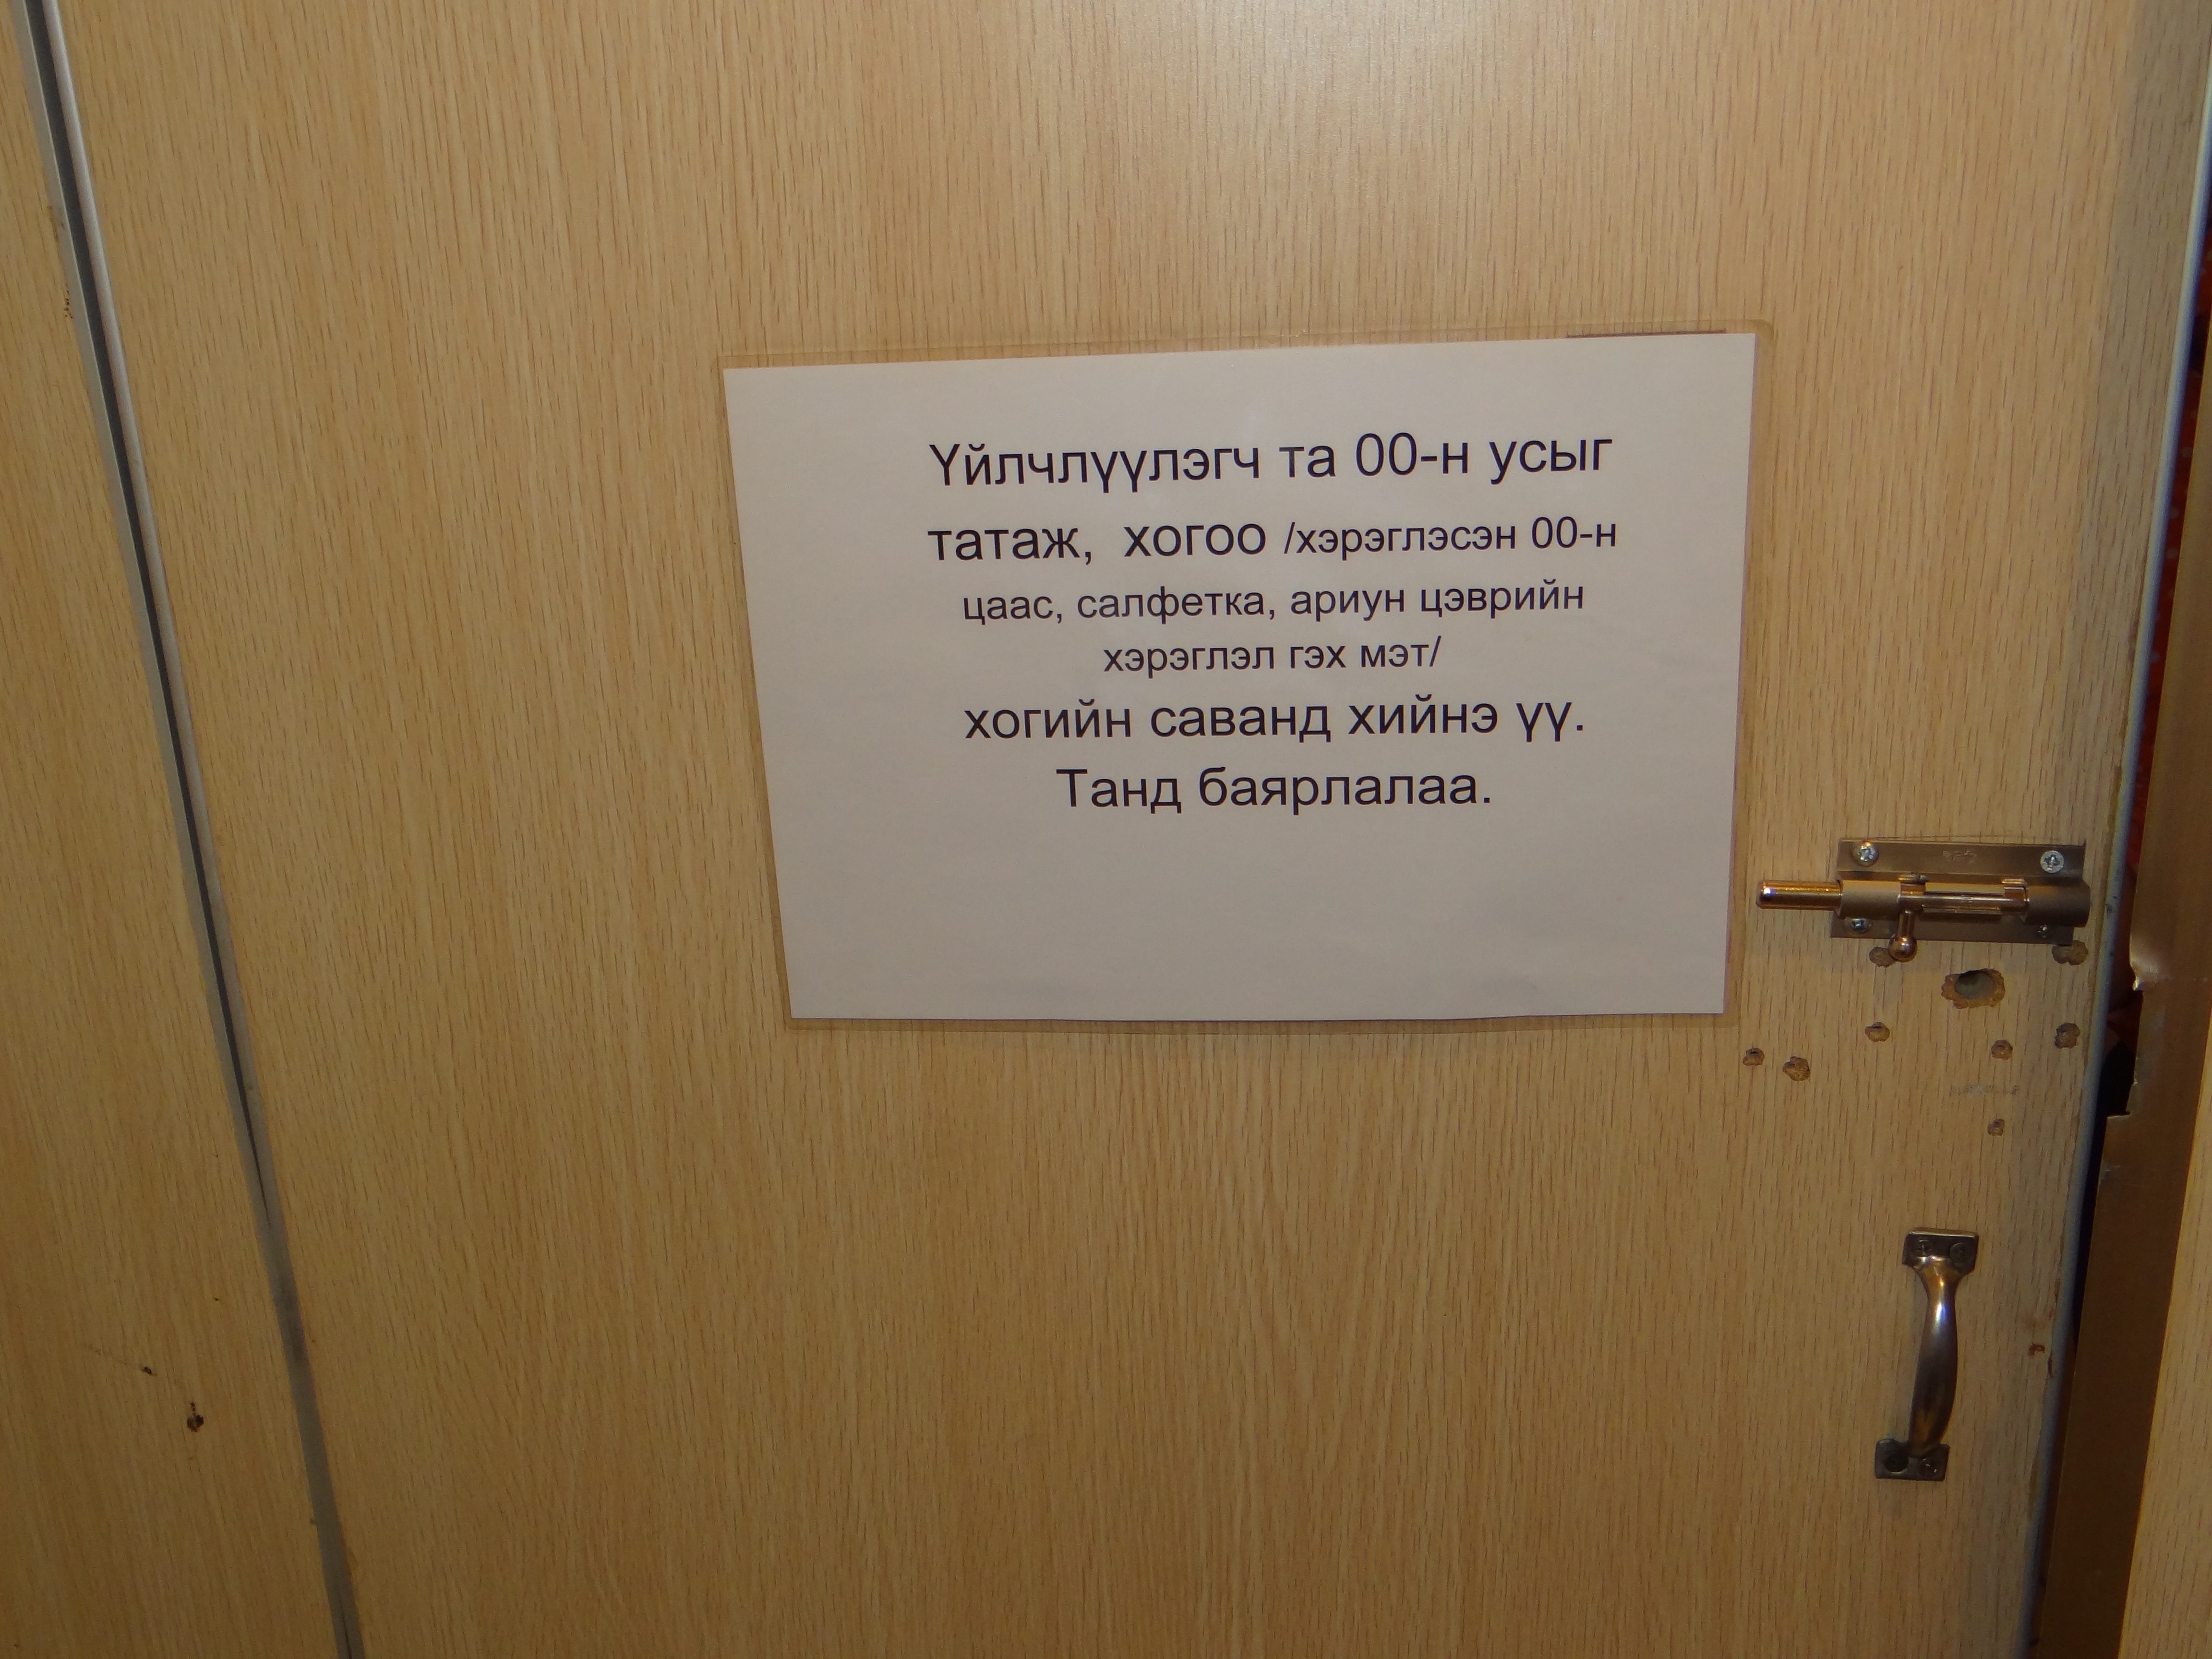 Үйлчлүүлэгч та 00-н усыг
татаж, хогоо /хэрэглэсэн 00-н
цаас, салфетка, ариун цэврийн
хэрэглэл гэх мэт/
хогийн саванд хийнэ үү.
Танд баярлалаа.